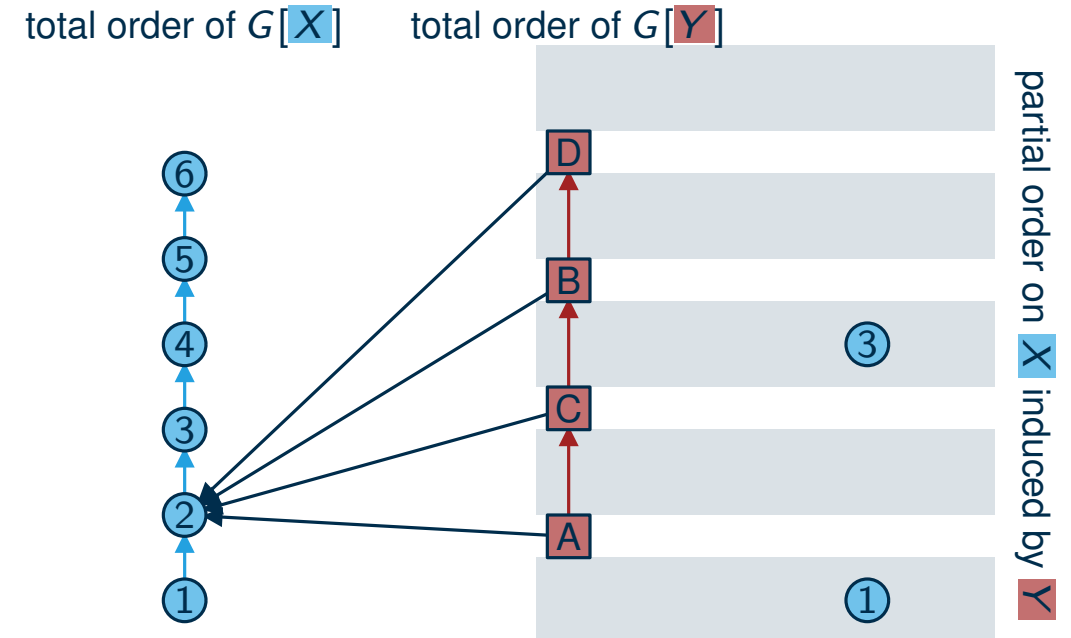 total order of G[X]
total order of G[Y]
partial order on X induced by Y
D
6
5
B
4
3
3
C
2
A
1
1